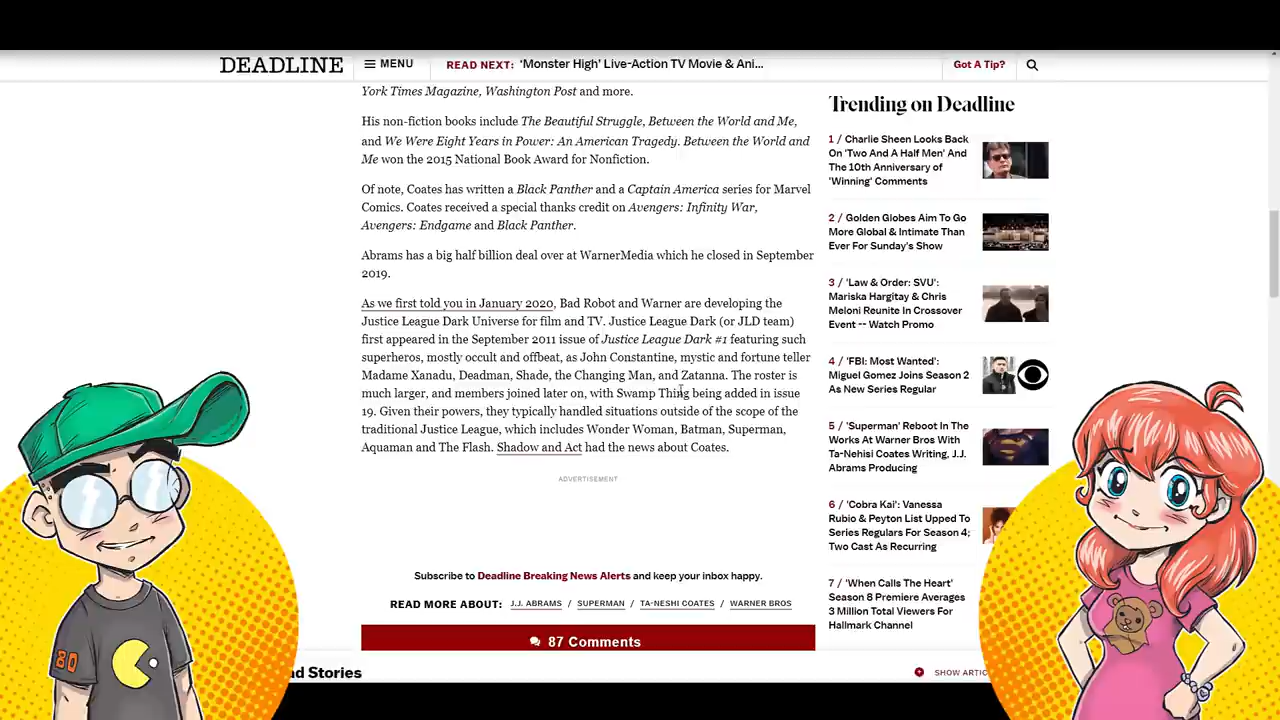 DEADLINE
MENU
READ NEXT: 'Monster High' Live-Action TV Movie & Ani...
Got A Tip?
York Times Magazine, Washington Post and more.
His non-fiction books include The Beautiful Struggle, Between the World and Me,
and We Were Eight Years in Power: An American Tragedy. Between the World and
Me won the 2015 National Book Award for Nonfiction.
Of note, Coates has written a Black Panther and a Captain America series for Marvel
Comics. Coates received a special thanks credit on Avengers: Infinity War,
Avengers: Endgame and Black Panther.
Abrams has a big half billion deal over at WarnerMedia which he closed in September
2019.
As we first told you in January 2020, Bad Robot and Warner are developing the
Justice League Dark Universe for film and TV. Justice League Dark (or JLD team)
first appeared in the September 2011 issue of Justice League Dark #1 featuring such
superheros, mostly occult and offbeat, as John Constantine, mystic and fortune teller
Madame Xanadu, Deadman, Shade, the Changing Man, and Zatanna. The roster is
much larger, and members joined later on, with Swamp Thing being added in issue
19. Given their powers, they typically handled situations outside of the scope of the
traditional Justice League, which includes Wonder Woman, Batman, Superman,
Aquaman and The Flash. Shadow and Act had the news about Coates.
ADVERTISEMENT
Subscribe to Deadline Breaking News Alerts and keep your inbox happy.
READ MORE ABOUT: J.J. ABRAMS / SUPERMAN / TA-NESHI COATES / WARNER BROS
87 Comments
Trending on Deadline
1 / Charlie Sheen Looks Back
On 'Two And A Half Men' And
The 10th Anniversary of
'Winning' Comments
2 / Golden Globes Aim To Go
More Global & Intimate Than
Ever For Sunday's Show
3 / 'Law & Order: SVU':
Mariska Hargitay & Chris
Meloni Reunite In Crossover
Event -- Watch Promo
4 / 'FBI: Most Wanted':
Miguel Gomez Joins Season 2
As New Series Regular
5 / 'Superman' Reboot In The
Works At Warner Bros With
Ta-Nehisi Coates Writing, J.J.
Abrams Producing
6 / 'Cobra Kai': Vanessa
Rubio & Peyton List Upped To
Series Regulars For Season 4;
Two Cast As Recurring
7 / 'When Calls The Heart'
Season 8 Premiere Averages
3 Million Total Viewers For
Hallmark Channel
Stories
SHOW
80